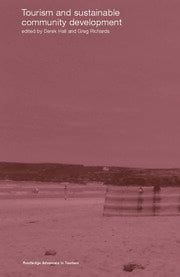 Tourism and sustainable
community development
edited by Derek Hall and Greg Richards
Routledge Advances in Tourism